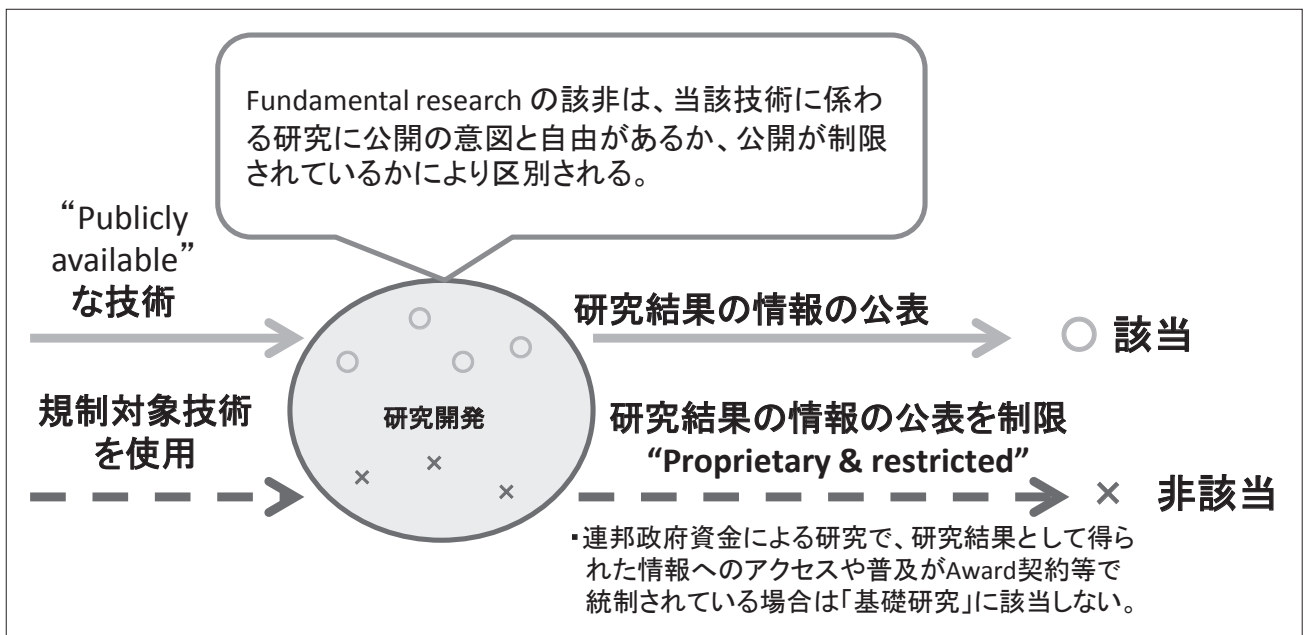 Fundamental research の該非は、当該技術に係わ
る研究に公開の意図と自由があるか、公開が制限
されているかにより区別される。
“Publicly
available”
な技術
研究結果の情報の公表
○ 該当
規制対象技術
を使用
研究開発
研究結果の情報の公表を制限
“Proprietary & restricted”
× 非該当
・連邦政府資金による研究で、研究結果として得ら
れた情報へのアクセスや普及がAward契約等で
統制されている場合は「基礎研究」に該当しない。